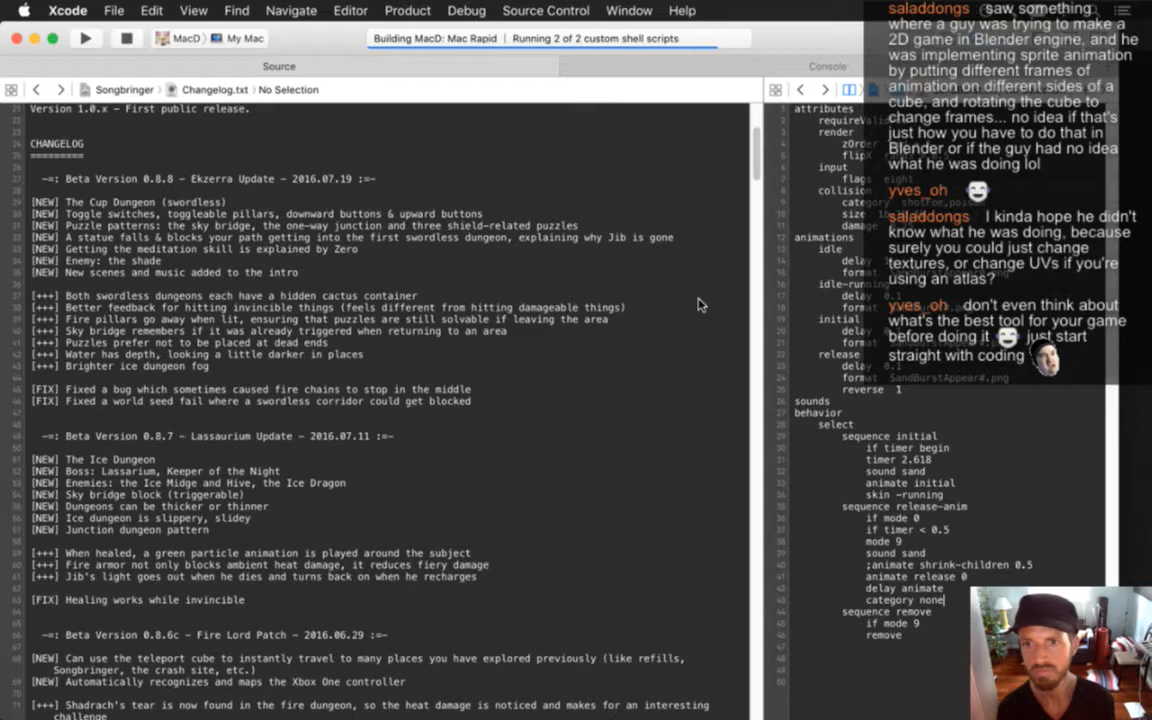 Xcode File Edit View Find Navigate Editor Product Debug Source Control Window Help
MacD My Mac
Building MacD: Mac Rapid | Running 2 of 2 custom shell scripts
Source
Console
Songbringer Changelog.txt No Selection
Version 1.0.x - First public release.
CHANGELOG
=========
-=: Beta Version 0.8.8 - Ekzerra Update - 2016.07.19 :=-
[NEW] The Cup Dungeon (swordless)
[NEW] Toggle switches, toggleable pillars, downward buttons & upward buttons
[NEW] Puzzle patterns: the sky bridge, the one-way junction and three shield-related puzzles
[NEW] A statue falls & blocks your path getting into the first swordless dungeon, explaining why Jib is gone
[NEW] Getting the meditation skill is explained by Zero
[NEW] Enemy: the shade
[NEW] New scenes and music added to the intro
[+++] Both swordless dungeons each have a hidden cactus container
[+++] Better feedback for hitting invincible things (feels different from hitting damageable things)
[+++] Fire pillars go away when lit, ensuring that puzzles are still solvable if leaving the area
[+++] Sky bridge remembers if it was already triggered when returning to an area
[+++] Puzzles prefer not to be placed at dead ends
[+++] Water has depth, looking a little darker in places
[+++] Brighter ice dungeon fog
[FIX] Fixed a bug which sometimes caused fire chains to stop in the middle
[FIX] Fixed a world seed fail where a swordless corridor could get blocked
-=: Beta Version 0.8.7 - Lassaurium Update - 2016.07.11 :=-
[NEW] The Ice Dungeon
[NEW] Boss: Lassarium, Keeper of the Night
[NEW] Enemies: the Ice Midge and Hive, the Ice Dragon
[NEW] Sky bridge block (triggerable)
[NEW] Dungeons can be thicker or thinner
[NEW] Ice dungeon is slippery, slidey
[NEW] Junction dungeon pattern
[+++] When healed, a green particle animation is played around the subject
[+++] Fire armor not only blocks ambient heat damage, it reduces fiery damage
[+++] Jib's light goes out when he dies and turns back on when he recharges
[FIX] Healing works while invincible
-=: Beta Version 0.8.6c - Fire Lord Patch - 2016.06.29 :=-
[NEW] Can use the teleport cube to instantly travel to many places you have explored previously (like refills,
Songbringer, the crash site, etc.)
[NEW] Automatically recognizes and maps the Xbox One controller
[+++] Shadrach's tear is now found in the fire dungeon, so the heat damage is noticed and makes for an interesting
challenge
attributes
render
zOrder
flipX
input
flags eight
collision
category shotFoe,poison
size
damage
animations
idle
delay
format
idle-running
delay 0.1
format
initial
delay
format SandBurstAppear#.png
release
delay 0.1
format SandBurstAppear#.png
reverse 1
sounds
behavior
select
sequence initial
if timer begin
timer 2.618
sound sand
animate initial
skin -running
sequence release-anim
if mode 0
if timer < 0.5
mode 9
sound sand
;animate shrink-children 0.5
animate release 0
delay animate
category none
sequence remove
if mode 9
remove
saladdongs saw something
where a guy was trying to make a
2D game in Blender engine, and he
was implementing sprite animation
by putting different frames of
animation on different sides of a
cube, and rotating the cube to
change frames... no idea if that's
just how you have to do that in
Blender or if the guy had no idea
what he was doing lol
yves_oh
saladdongs I kinda hope he didn't
know what he was doing, because
surely you could just change
textures, or change UVs if you're
using an atlas?
yves_oh don't even think about
what's the best tool for your game
before doing it just start
straight with coding